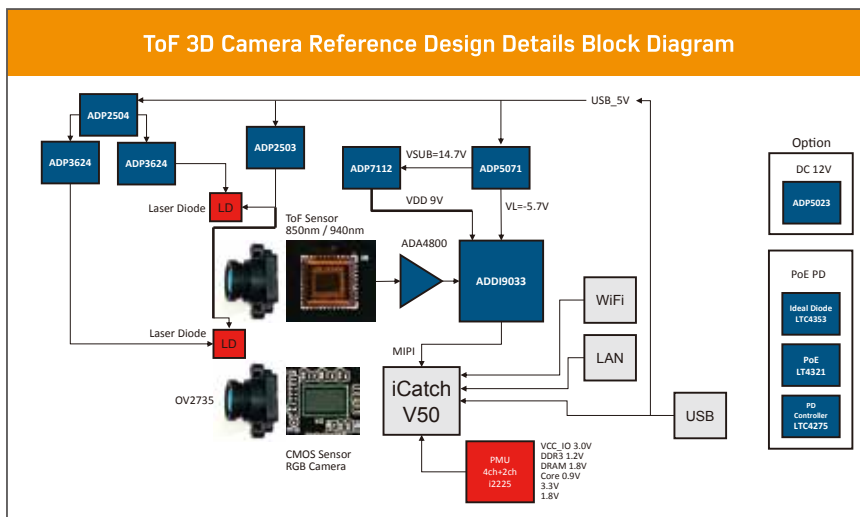 ToF 3D Camera Reference Design Details Block Diagram
USB_5V
ADP2504
ADP3624
ADP3624
ADP2503
ADP7112
VSUB=14.7V
ADP5071
VDD 9V
VL=-5.7V
Laser Diode
LD
ToF Sensor
850nm / 940nm
ADA4800
ADDI9033
Laser Diode
LD
MIPI
WiFi
LAN
USB
iCatch
V50
OV2735
CMOS Sensor
RGB Camera
PMU
4ch+2ch
i2225
VCC_IO 3.0V
DDR3 1.2V
DRAM 1.8V
Core 0.9V
3.3V
1.8V
Option
DC 12V
ADP5023
PoE PD
Ideal Diode
LTC4353
PoE
LT4321
PD
Controller
LTC4275